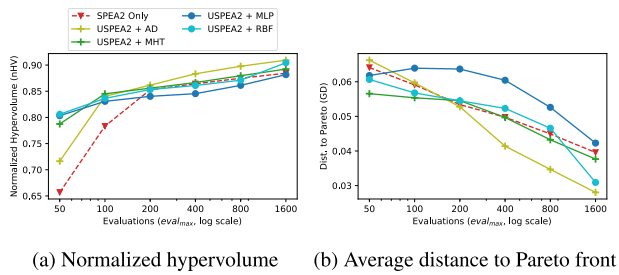 SPEA2 Only
USPEA2 + AD
USPEA2 + MHT
USPEA2 + MLP
USPEA2 + RBF
Normalized Hypervolume (nHV)
0.90
0.85
0.80
0.75
0.70
0.65
50 100 200 400 800 1600
Evaluations (eval_max, log scale)
Dist. to Pareto (GD)
0,06
0.05
0.04
0.03
50 100 200 400 800 1600
Evaluations (eval_max, log scale)
(a) Normalized hypervolume
(b) Average distance to Pareto front